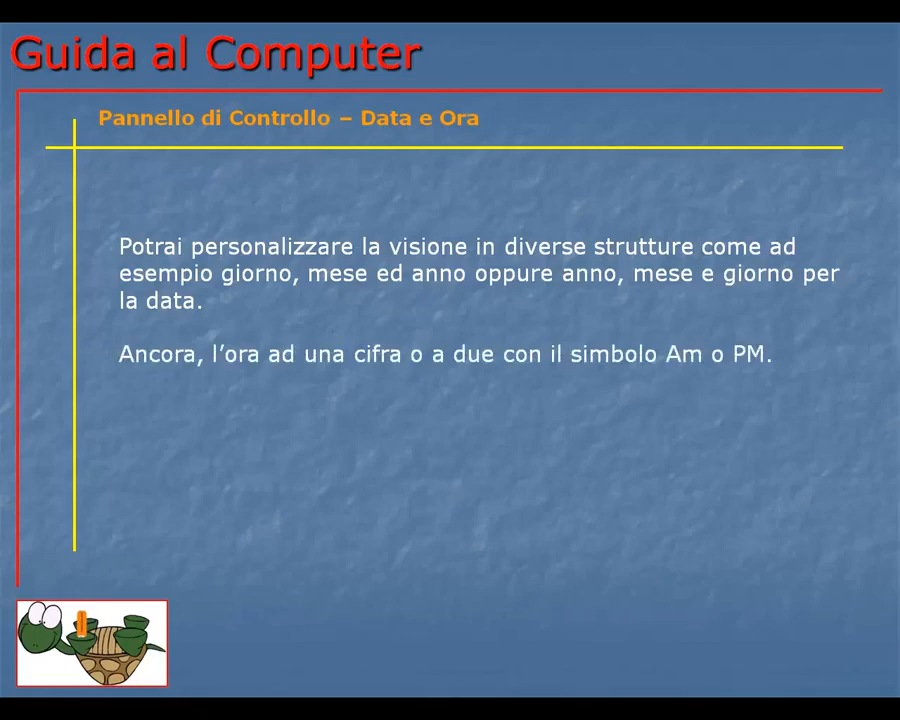 Guida al Computer
Pannello di Controllo – Data e Ora
Potrai personalizzare la visione in diverse strutture come ad
esempio giorno, mese ed anno oppure anno, mese e giorno per
la data.
Ancora, l’ora ad una cifra o a due con il simbolo Am o PM.